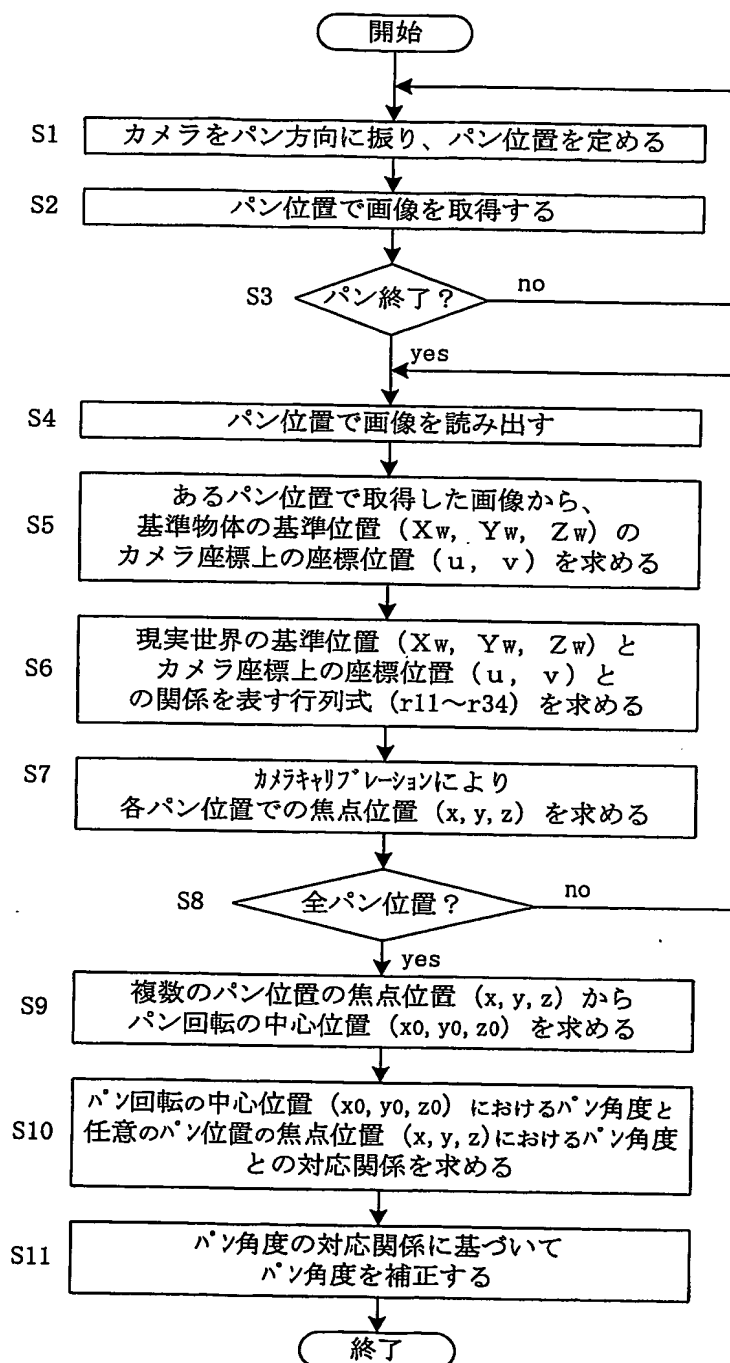 開始
S1
カメラをパン方向に振り、パン位置を定める
S2
パン位置で画像を取得する
S3
パン終了？
no
yes
S4
パン位置で画像を読み出す
S5
あるパン位置で取得した画像から、
基準物体の基準位置（Xw, Yw, Zw）の
カメラ座標上の座標位置（u, v）を求める
S6
現実世界の基準位置（Xw, Yw, Zw）と
カメラ座標上の座標位置（u, v）と
の関係を表す行列式（r11〜r34）を求める
S7
ｶﾒﾗｷｬﾘﾌﾞﾚｰｼｮﾝにより
各パン位置での焦点位置（x,y,z）を求める
S8
全パン位置？
no
yes
S9
複数のパン位置の焦点位置（x,y,z）から
パン回転の中心位置（x0,y0,z0）を求める
S10
ﾊﾟﾝ回転の中心位置（x0,y0,z0）におけるﾊﾟﾝ角度と
任意のﾊﾟﾝ位置の焦点位置（x,y,z）におけるﾊﾟﾝ角度
との対応関係を求める
S11
ﾊﾟﾝ角度の対応関係に基づいて
ﾊﾟﾝ角度を補正する
終了